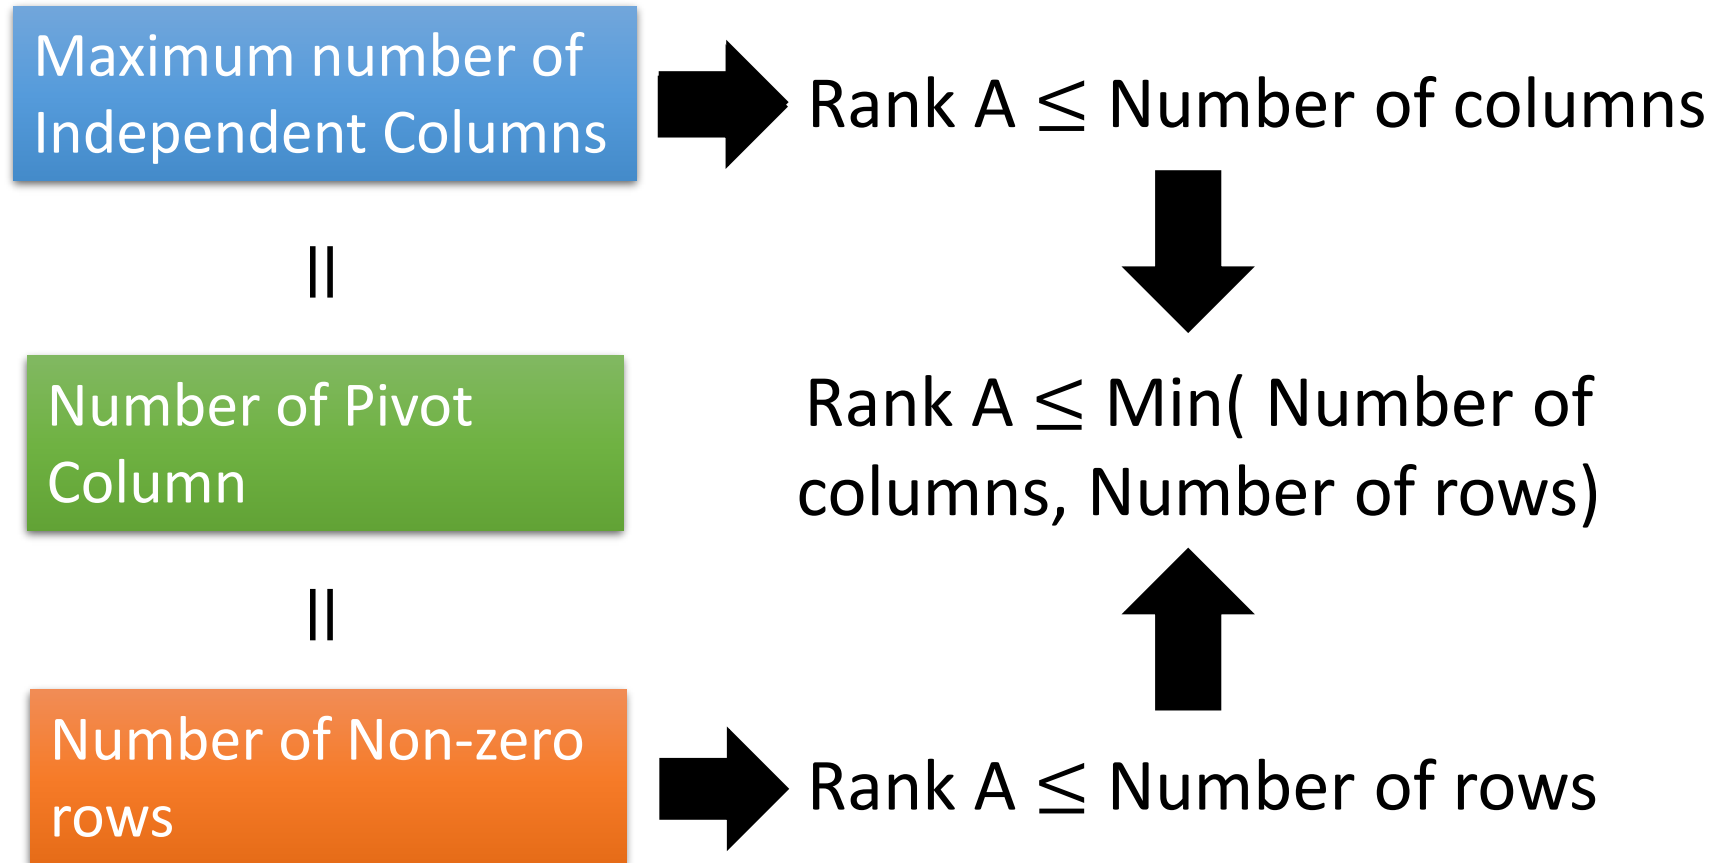 Maximum number of
Independent Columns
Rank A ≤ Number of columns
=
Number of Pivot
Column
Rank A ≤ Min( Number of
columns, Number of rows)
=
Number of Non-zero
rows
Rank A ≤ Number of rows